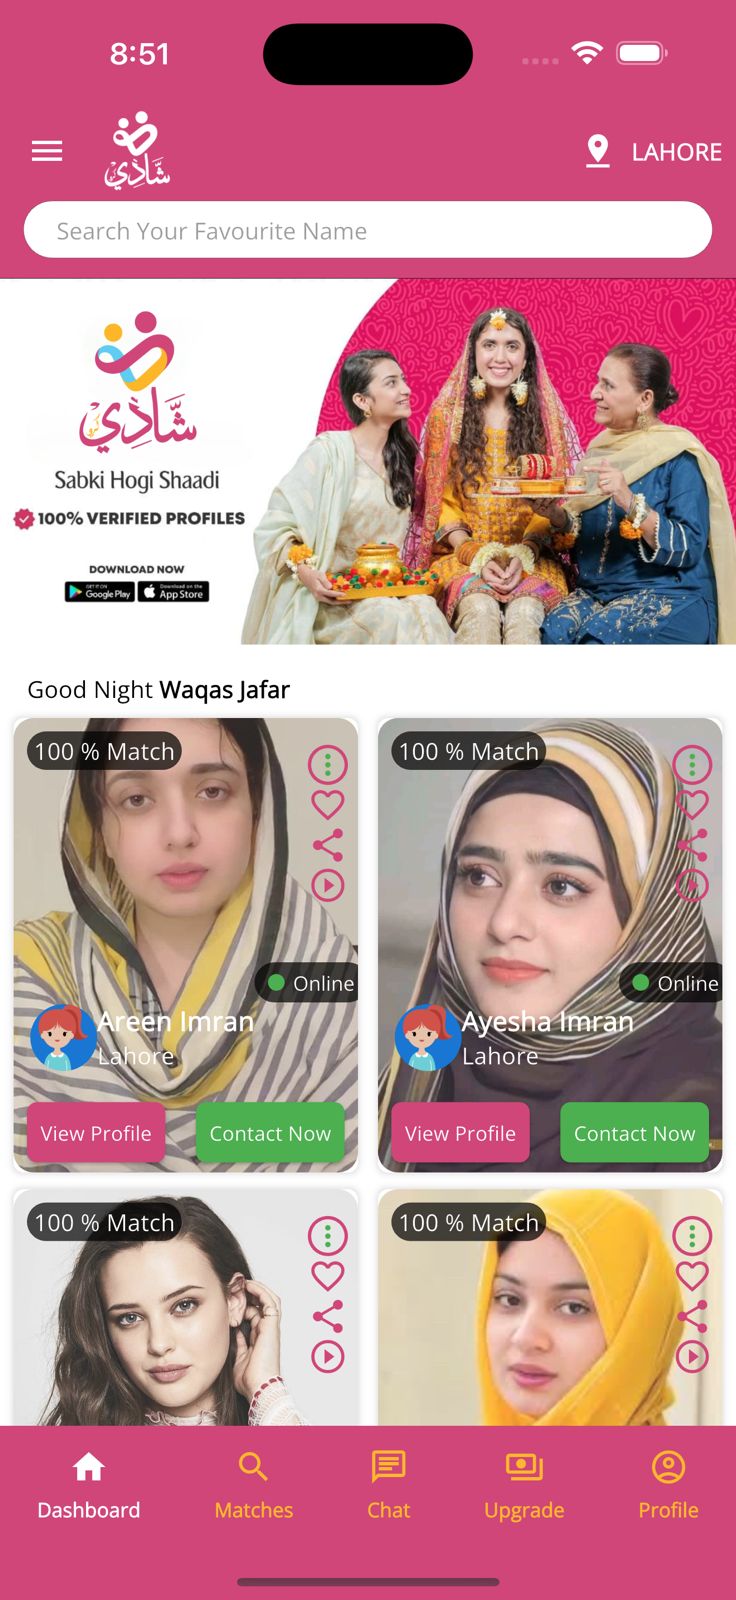 8:51
شادي
LAHORE
Search Your Favourite Name
شادي
Sabki Hogi Shaadi
100% VERIFIED PROFILES
DOWNLOAD NOW
GET IT ON
Google Play
Download on the
App Store
Good Night Waqas Jafar
100 % Match
100 % Match
Online
Online
Areen Imran
Ayesha Imran
Lahore
Lahore
View Profile
Contact Now
View Profile
Contact Now
100 % Match
100 % Match
Dashboard
Matches
Chat
Upgrade
Profile